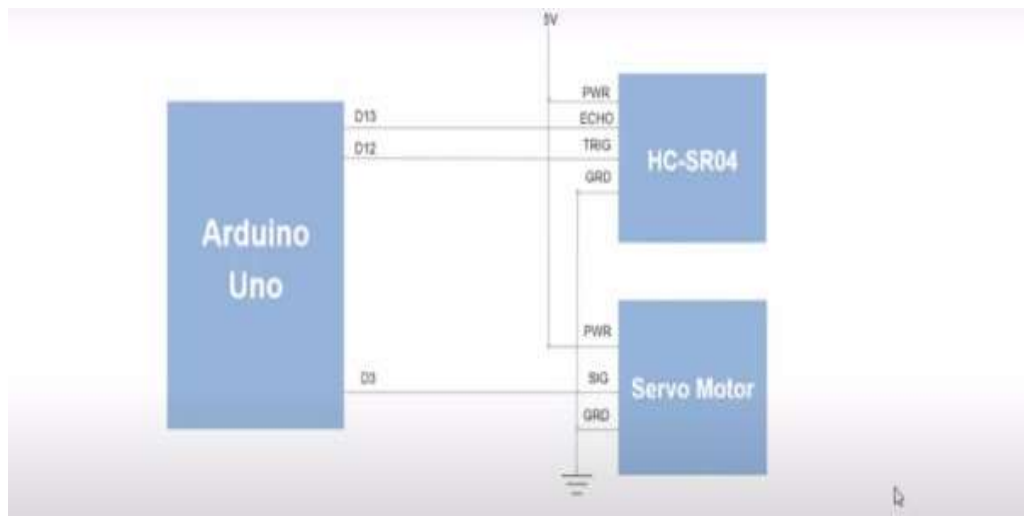 5V
PWR
D13
ECHO
D12
TRIG
HC-SR04
GRD
Arduino
Uno
PWR
D3
SIG
Servo Motor
GRD